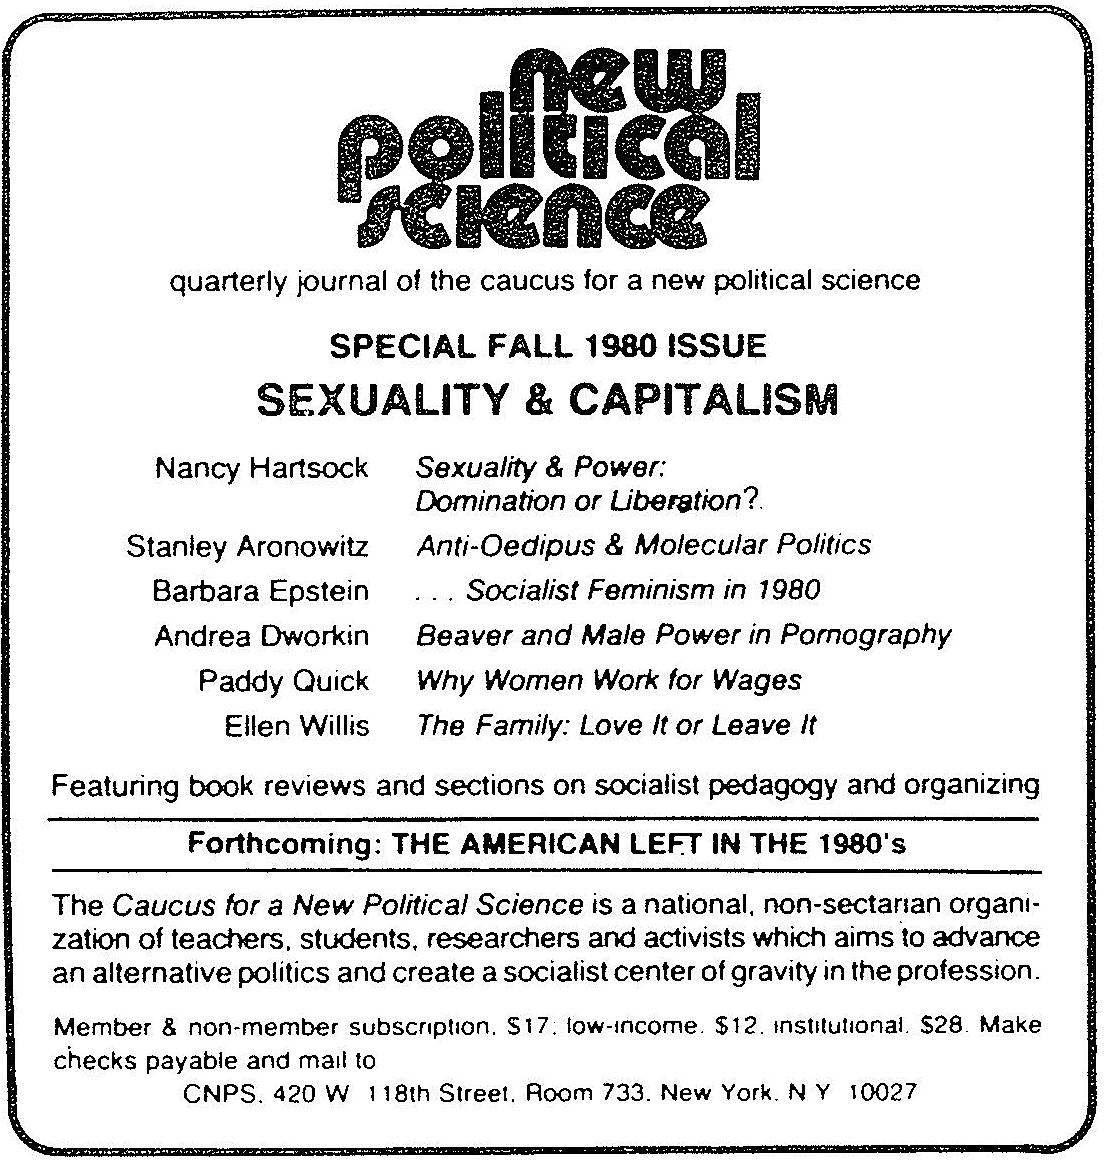 new
political
science
quarterly journal of the caucus for a new political science
SPECIAL FALL 1980 ISSUE
SEXUALITY & CAPITALISM
Nancy Hartsock Sexuality & Power:
Domination or Liberation?
Stanley Aronowitz Anti-Oedipus & Molecular Politics
Barbara Epstein . . . Socialist Feminism in 1980
Andrea Dworkin Beaver and Male Power in Pornography
Paddy Quick Why Women Work for Wages
Ellen Willis The Family: Love It or Leave It
Featuring book reviews and sections on socialist pedagogy and organizing
Forthcoming: THE AMERICAN LEFT IN THE 1980's
The Caucus for a New Political Science is a national, non-sectarian organi-
zation of teachers, students, researchers and activists which aims to advance
an alternative politics and create a socialist center of gravity in the profession.
Member & non-member subscription, $17; low-income, $12, institutional, $28. Make
checks payable and mail to
CNPS, 420 W 118th Street, Room 733, New York, N Y 10027